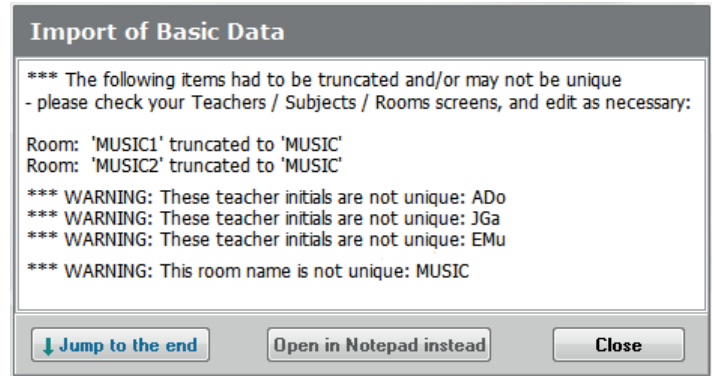 Import of Basic Data
*** The following items had to be truncated and/or may not be unique
- please check your Teachers / Subjects / Rooms screens, and edit as necessary:
Room: 'MUSIC1' truncated to 'MUSIC'
Room: 'MUSIC2' truncated to 'MUSIC'
*** WARNING: These teacher initials are not unique: ADo
*** WARNING: These teacher initials are not unique: JGa
*** WARNING: These teacher initials are not unique: EMu
*** WARNING: This room name is not unique: MUSIC
Jump to the end Open in Notepad instead Close